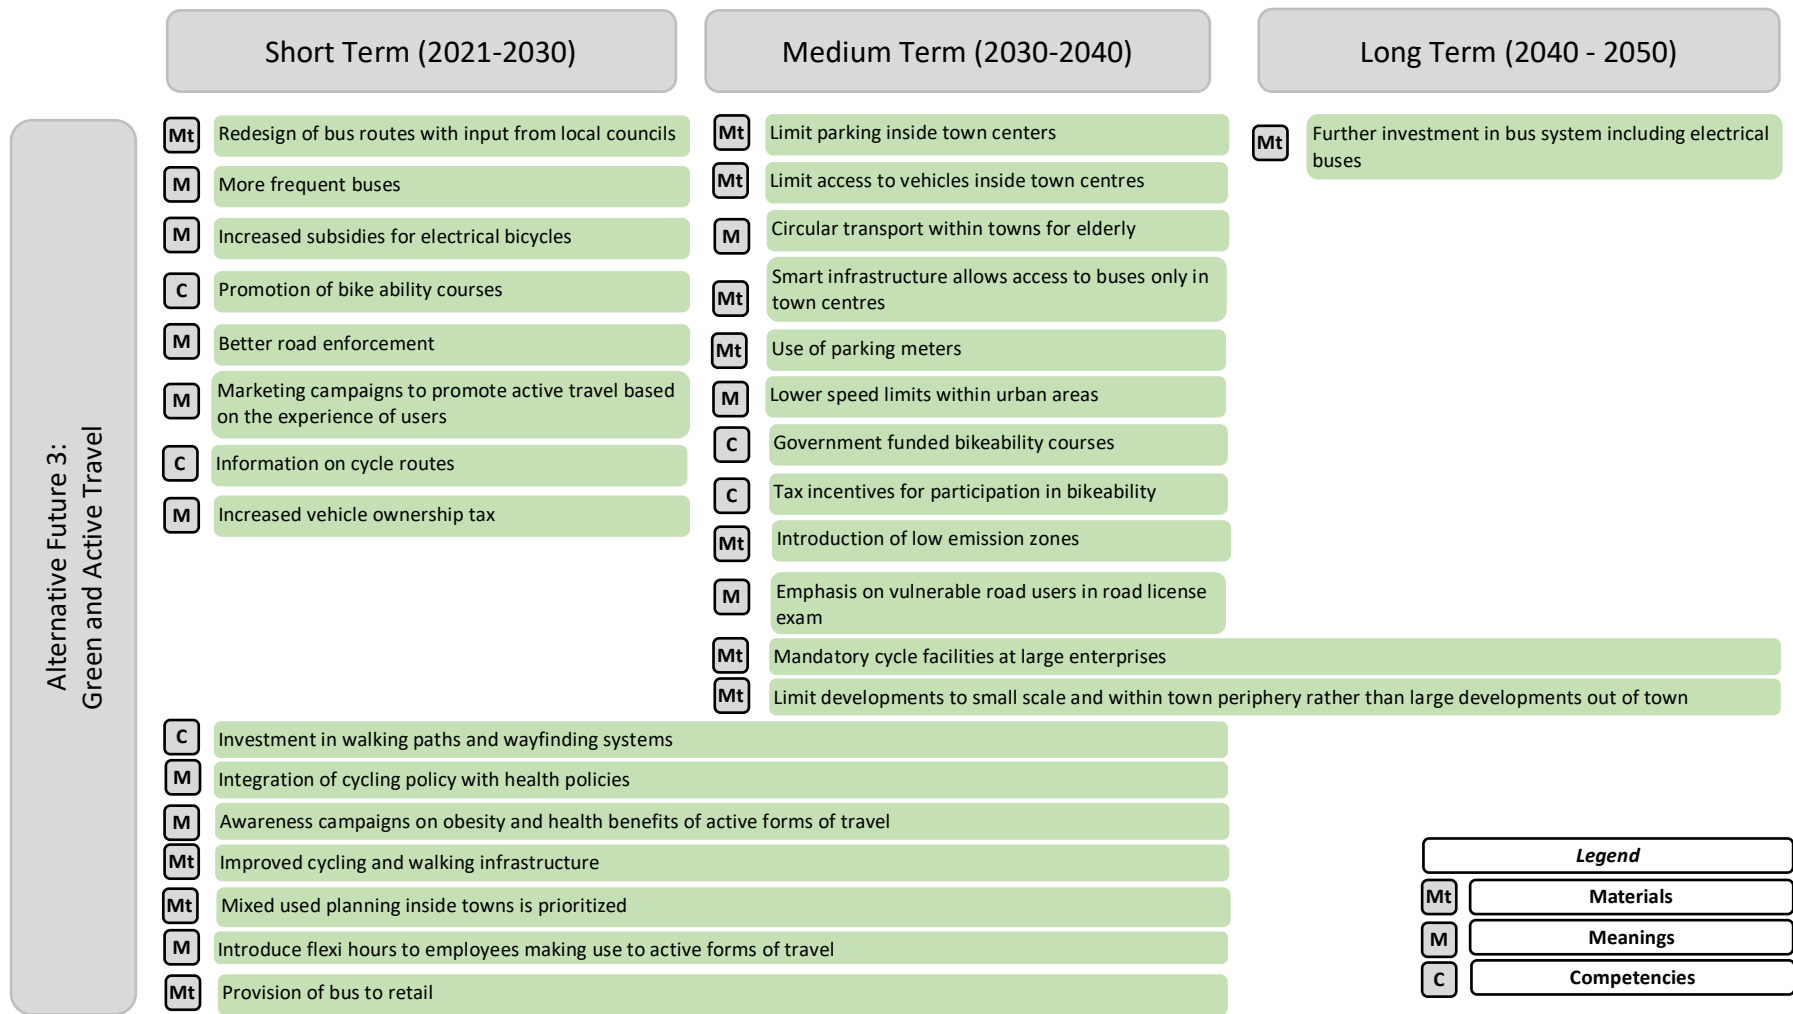 Short Term (2021-2030)
Medium Term (2030-2040)
Long Term (2040 - 2050)
Alternative Future 3:
Green and Active Travel
Mt
Redesign of bus routes with input from local councils
M
More frequent buses
M
Increased subsidies for electrical bicycles
C
Promotion of bike ability courses
M
Better road enforcement
M
Marketing campaigns to promote active travel based
on the experience of users
C
Information on cycle routes
M
Increased vehicle ownership tax
Mt
Limit parking inside town centers
Mt
Limit access to vehicles inside town centres
M
Circular transport within towns for elderly
Mt
Smart infrastructure allows access to buses only in
town centres
Mt
Use of parking meters
M
Lower speed limits within urban areas
C
Government funded bikeability courses
C
Tax incentives for participation in bikeability
Mt
Introduction of low emission zones
M
Emphasis on vulnerable road users in road license
exam
Mt
Further investment in bus system including electrical
buses
Mt
Mandatory cycle facilities at large enterprises
Mt
Limit developments to small scale and within town periphery rather than large developments out of town
C
Investment in walking paths and wayfinding systems
M
Integration of cycling policy with health policies
M
Awareness campaigns on obesity and health benefits of active forms of travel
Mt
Improved cycling and walking infrastructure
Mt
Mixed used planning inside towns is prioritized
M
Introduce flexi hours to employees making use to active forms of travel
Mt
Provision of bus to retail
Legend
Mt
Materials
M
Meanings
C
Competencies